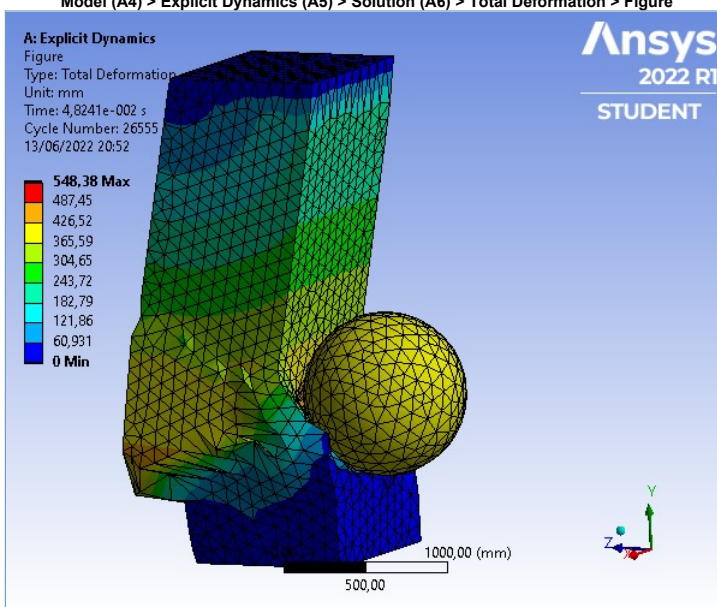 Model (A4) > Explicit Dynamics (A5) > Solution (A6) > Total Deformation > Figure
A: Explicit Dynamics
Figure
Type: Total Deformation
Unit: mm
Time: 4,8241e-002 s
Cycle Number: 26555
13/06/2022 20:52
548,38 Max
487,45
426,52
365,59
304,65
243,72
182,79
121,86
60,931
0 Min
Ansys
2022 R1
STUDENT
0,00
1000,00 (mm)
500,00
Y
Z
X